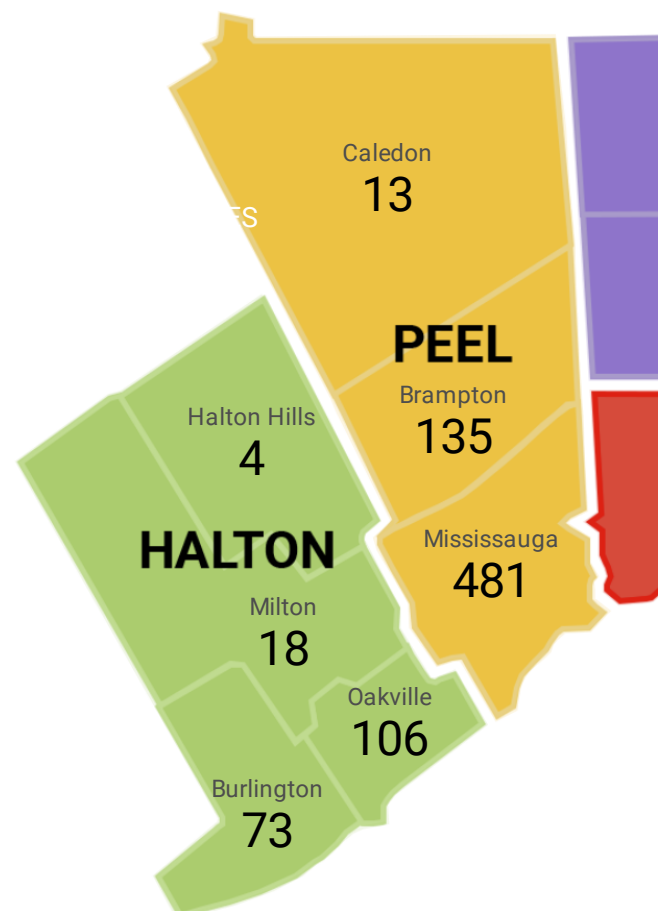 Caledon
13
PEEL
Brampton
135
Halton Hills
4
HALTON
Mississauga
481
Milton
18
Oakville
106
Burlington
73